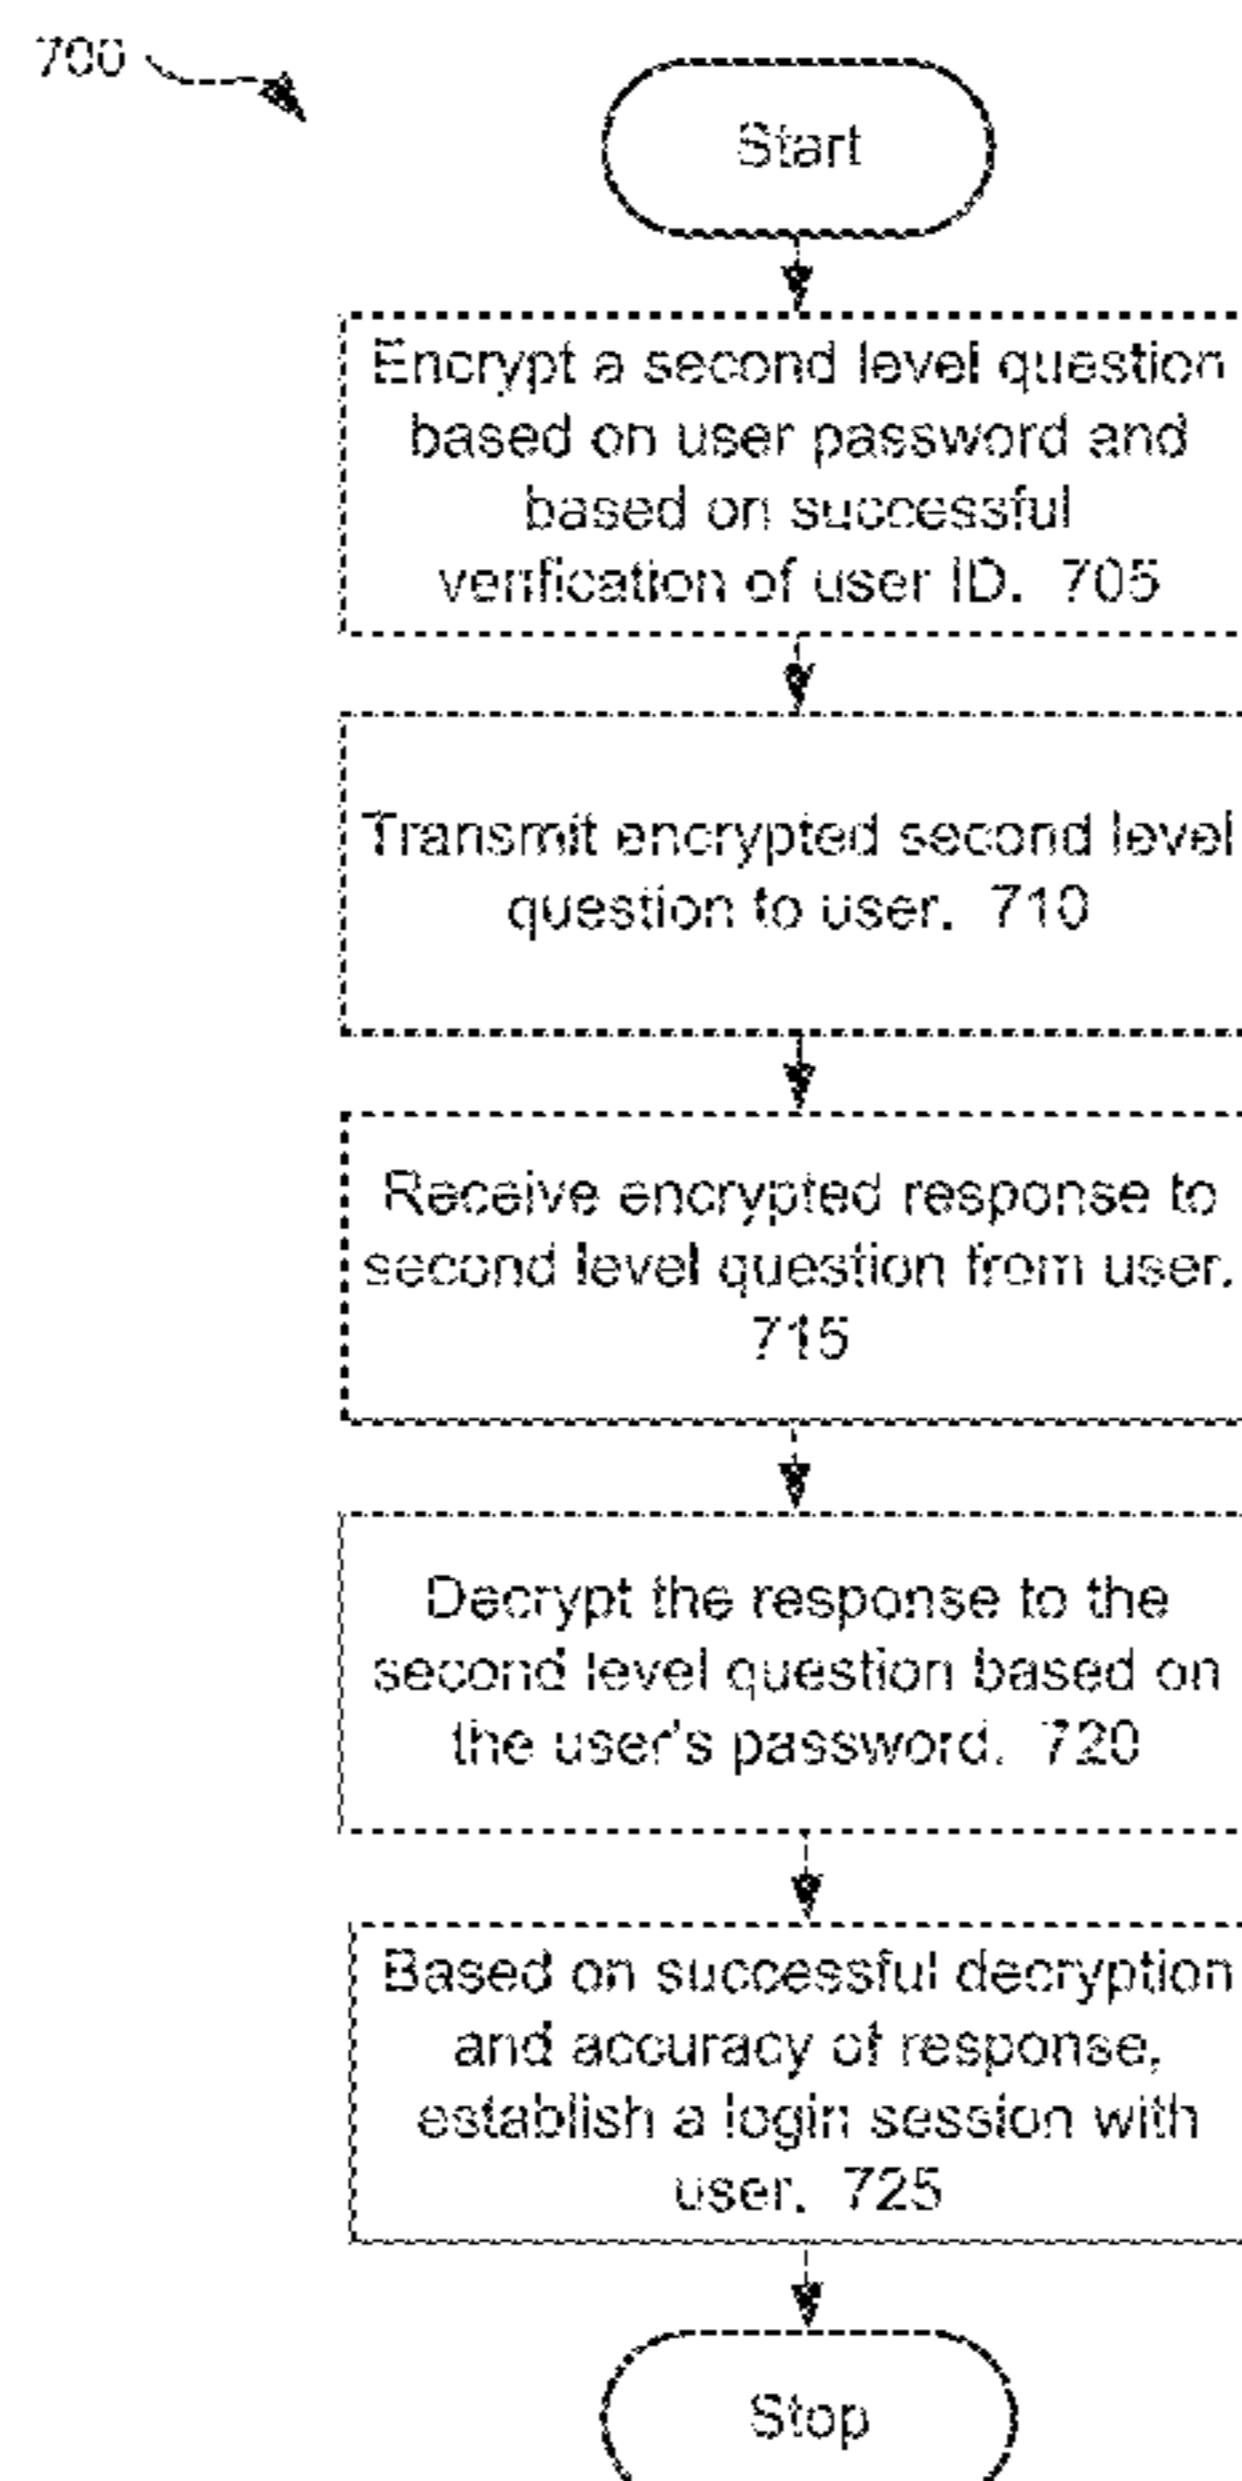 700
Start
Encrypt a second level question
based on user password and
based on successful
verification of user ID. 705
Transmit encrypted second level
question to user. 710
Receive encrypted response to
second level question from user.
715
Decrypt the response to the
second level question based on
the user's password. 720
Based on successful decryption
and accuracy of response,
establish a login session with
user. 725
Stop